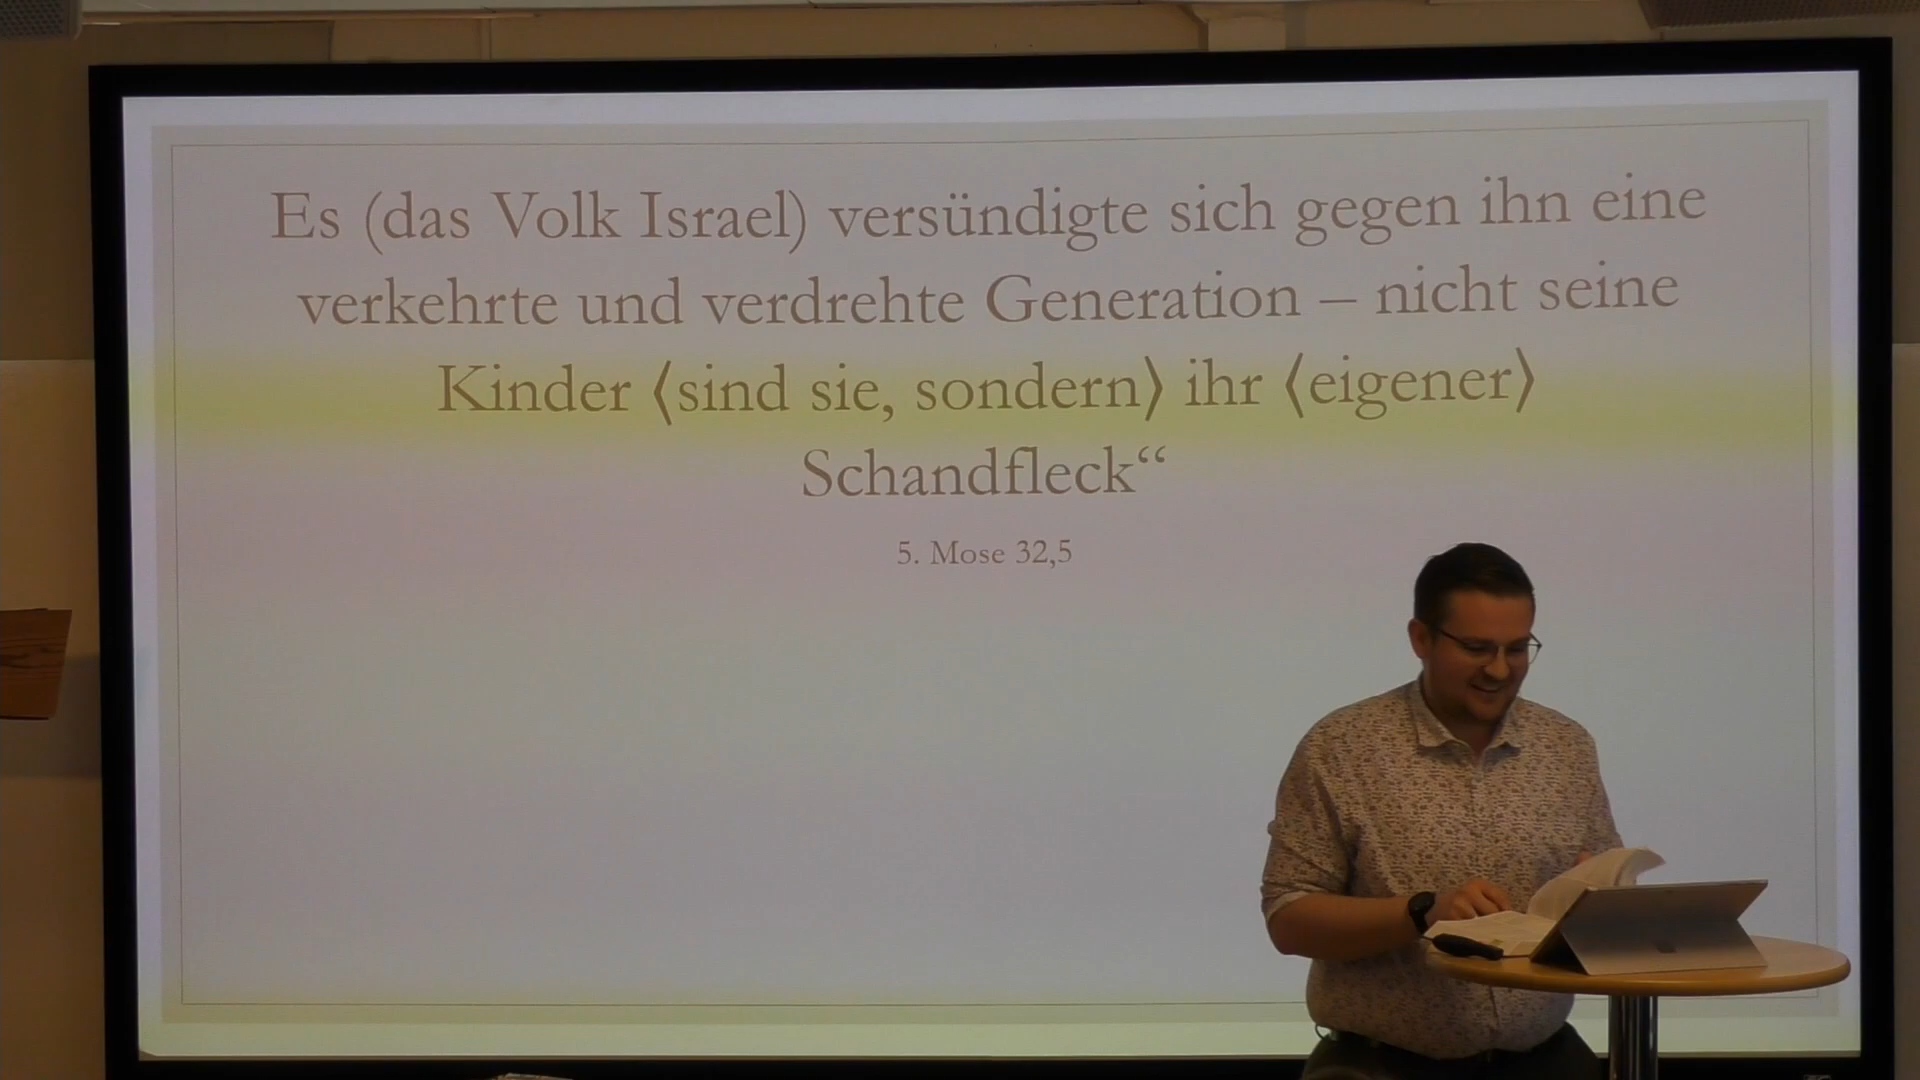 Es (das Volk Israel) versündigte sich gegen ihn eine
verkehrte und verdrehte Generation – nicht seine
Kinder ⟨sind sie, sondern⟩ ihr ⟨eigener⟩
Schandfleck“
5. Mose 32,5